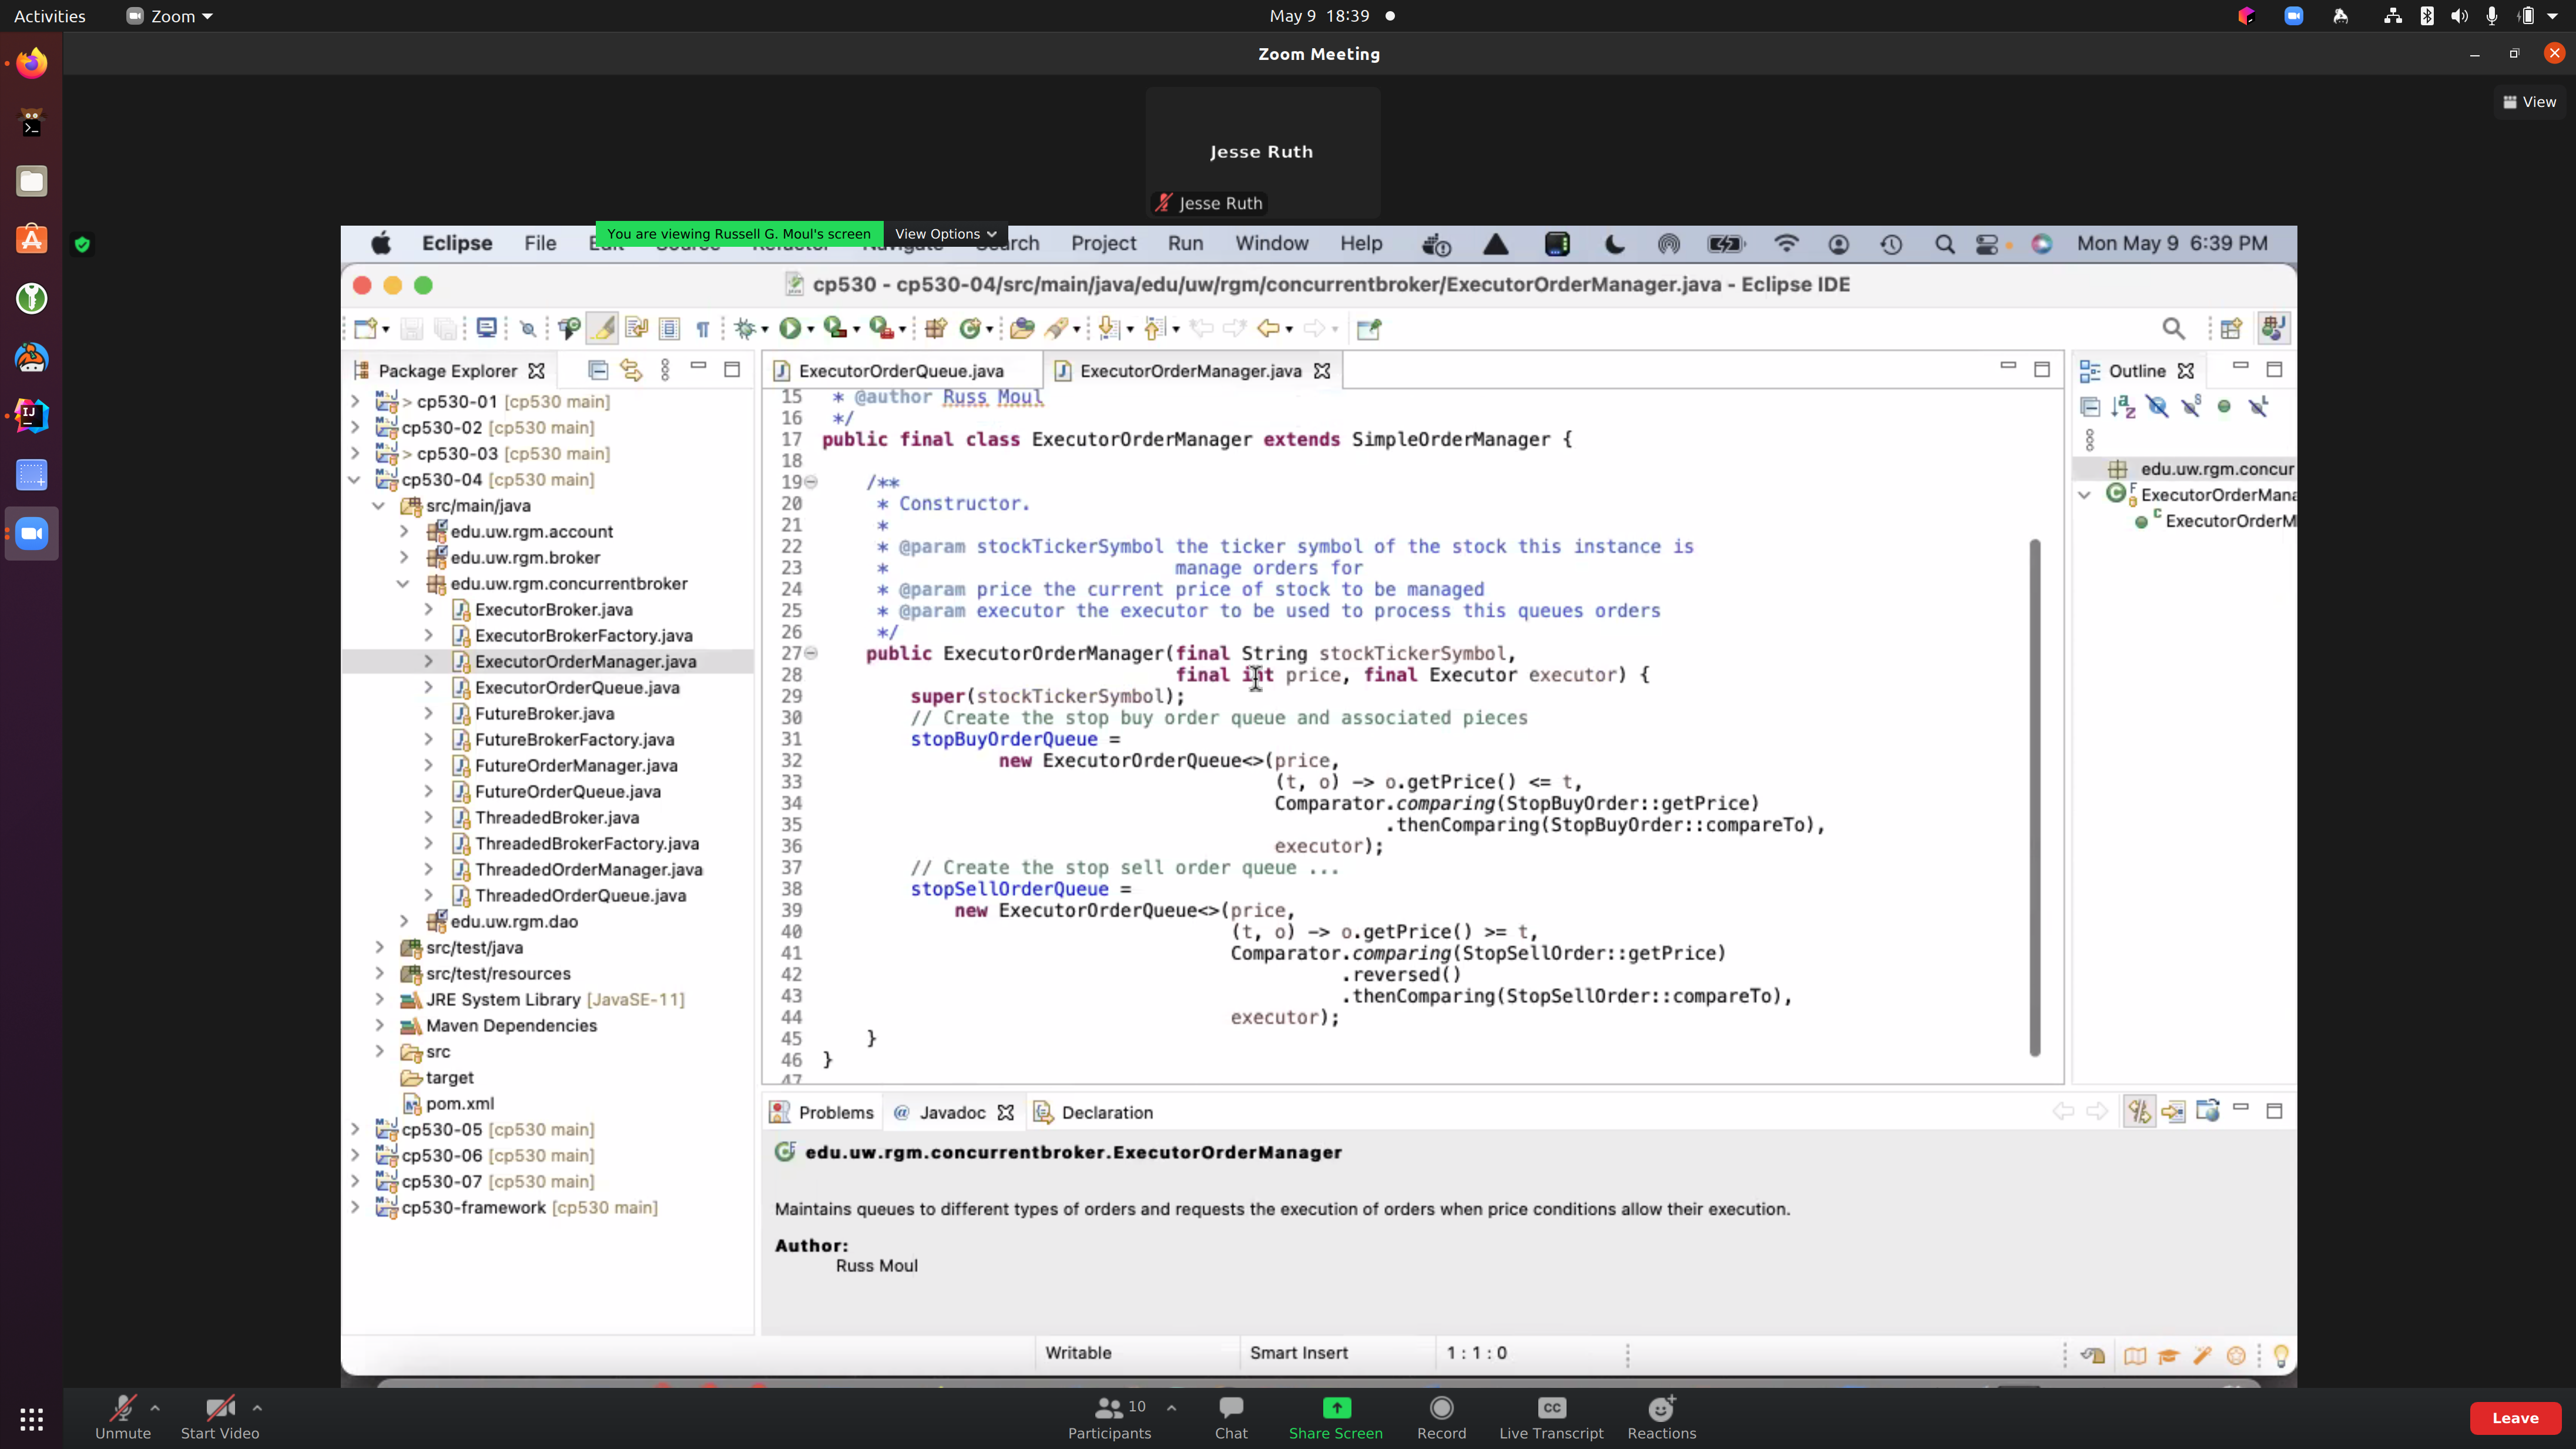 Activities
Zoom
May 9 18:39
Zoom Meeting
View
Jesse Ruth
Jesse Ruth
You are viewing Russell G. Moul's screen
View Options
Eclipse File Project Run Window Help
Mon May 9 6:39 PM
cp530 - cp530-04/src/main/java/edu/uw/rgm/concurrentbroker/ExecutorOrderManager.java - Eclipse IDE
Package Explorer
> cp530-01 [cp530 main]
cp530-02 [cp530 main]
> cp530-03 [cp530 main]
cp530-04 [cp530 main]
src/main/java
edu.uw.rgm.account
edu.uw.rgm.broker
edu.uw.rgm.concurrentbroker
ExecutorBroker.java
ExecutorBrokerFactory.java
ExecutorOrderManager.java
ExecutorOrderQueue.java
FutureBroker.java
FutureBrokerFactory.java
FutureOrderManager.java
FutureOrderQueue.java
ThreadedBroker.java
ThreadedBrokerFactory.java
ThreadedOrderManager.java
ThreadedOrderQueue.java
edu.uw.rgm.dao
src/test/java
src/test/resources
JRE System Library [JavaSE-11]
Maven Dependencies
src
target
pom.xml
cp530-05 [cp530 main]
cp530-06 [cp530 main]
cp530-07 [cp530 main]
cp530-framework [cp530 main]
ExecutorOrderQueue.java
ExecutorOrderManager.java
15 * @author Russ Moul
16 */
17 public final class ExecutorOrderManager extends SimpleOrderManager {
18
19 /**
20 * Constructor.
21 *
22 * @param stockTickerSymbol the ticker symbol of the stock this instance is
23 * manage orders for
24 * @param price the current price of stock to be managed
25 * @param executor the executor to be used to process this queues orders
26 */
27 public ExecutorOrderManager(final String stockTickerSymbol,
28 final int price, final Executor executor) {
29 super(stockTickerSymbol);
30 // Create the stop buy order queue and associated pieces
31 stopBuyOrderQueue =
32 new ExecutorOrderQueue<>(price,
33 (t, o) -> o.getPrice() <= t,
34 Comparator.comparing(StopBuyOrder::getPrice)
35 .thenComparing(StopBuyOrder::compareTo),
36 executor);
37 // Create the stop sell order queue ...
38 stopSellOrderQueue =
39 new ExecutorOrderQueue<>(price,
40 (t, o) -> o.getPrice() >= t,
41 Comparator.comparing(StopSellOrder::getPrice)
42 .reversed()
43 .thenComparing(StopSellOrder::compareTo),
44 executor);
45 }
46 }
47
Outline
edu.uw.rgm.concur
ExecutorOrderMana
ExecutorOrderM
Problems
@ Javadoc
Declaration
edu.uw.rgm.concurrentbroker.ExecutorOrderManager
Maintains queues to different types of orders and requests the execution of orders when price conditions allow their execution.
Author:
Russ Moul
Writable
Smart Insert
1 : 1 : 0
Unmute
Start Video
Participants 10
Chat
Share Screen
Record
CC
Live Transcript
Reactions
Leave